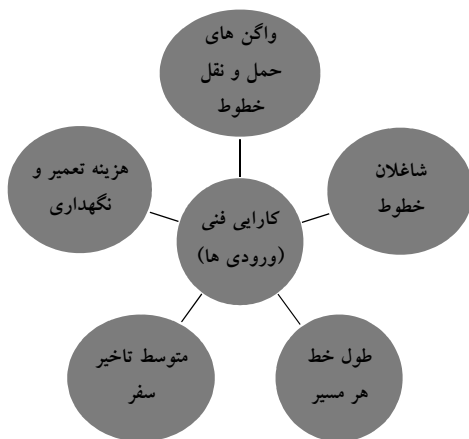 واگن های
حمل و نقل
خطوط
شاغلان
خطوط
هزینه تعمیر و
نگهداری
کارایی فنی
(ورودی ها)
طول خط
هر مسیر
متوسط تاخیر
سفر